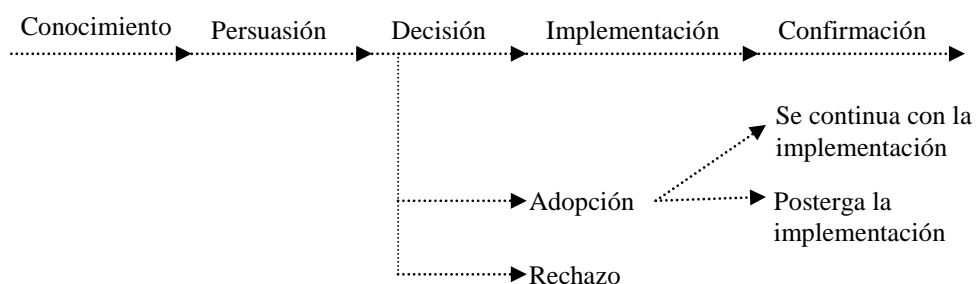 Conocimiento Persuasión Decisión Implementación Confirmación
Se continua con la
implementación
Adopción
Posterga la
implementación
Rechazo